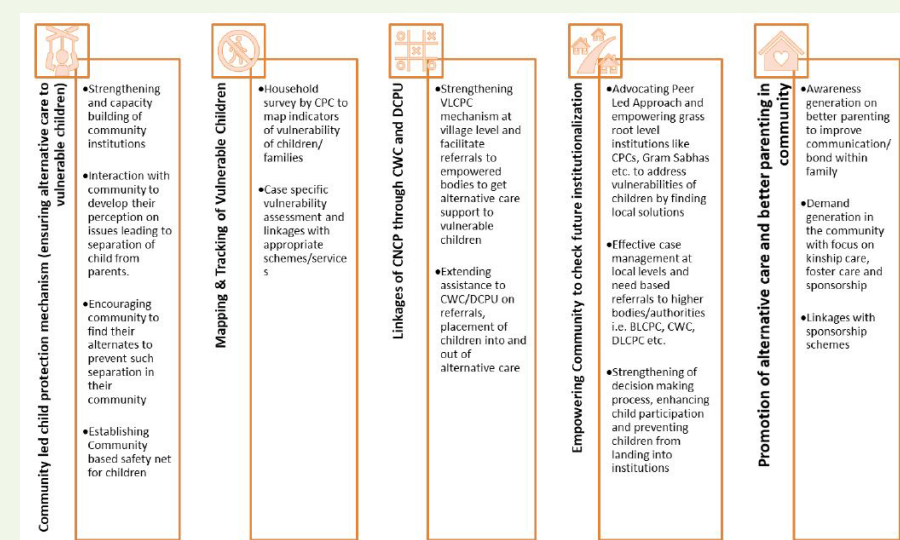 Community led child protection mechanism (ensuring alternative care to
vulnerable children)
•Strengthening
and capacity
building of
community
institutions
•Interaction with
community to
develop their
perception on
issues leading to
separation of
child from
parents.
•Encouraging
community to
find their
alternates to
prevent such
separation in
their
community
•Establishing
Community
based safety net
for children
Mapping & Tracking of Vulnerable Children
•Household
survey by CPC to
map indicators
of vulnerability
of children/
families
•Case specific
vulnerability
assessment and
linkages with
appropriate
schemes/service
s
Linkages of CNCP through CWC and DCPU
•Strengthening
VLCPC
mechanism at
village level and
facilitate
referrals to
empowered
bodies to get
alternative care
support to
vulnerable
children
•Extending
assistance to
CWC/DCPU on
referrals,
placement of
children into and
out of
alternative care
Empowering Community to check future institutionalization
•Advocating Peer
Led Approach and
empowering grass
root level
institutions like
CPCs, Gram Sabhas
etc. to address
vulnerabilities of
children by finding
local solutions
•Effective case
management at
local levels and
need based
referrals to higher
bodies/authorities
i.e. BLCPC, CWC,
DLCPC etc.
•Strengthening of
decision making
process, enhancing
child participation
and preventing
children from
landing into
institutions
Promotion of alternative care and better parenting in
community
•Awareness
generation on
better parenting
to improve
communication/
bond within
family
•Demand
generation in
the community
with focus on
kinship care,
foster care and
sponsorship
•Linkages with
sponsorship
schemes